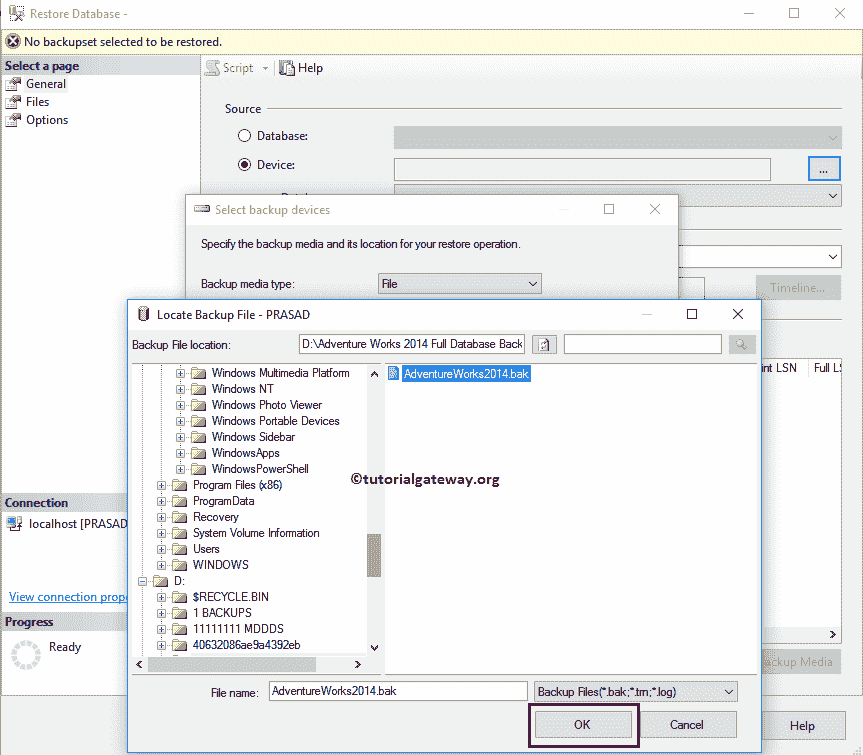 Restore Database -
No backupset selected to be restored.
Select a page
General
Files
Options
Script
Help
Source
Database:
Device:
...
Select backup devices
Specify the backup media and its location for your restore operation.
Backup media type:
File
Timeline...
Locate Backup File - PRASAD
Backup File location:
D:\Adventure Works 2014 Full Database Back
Windows Multimedia Platform
Windows NT
Windows Photo Viewer
Windows Portable Devices
Windows Sidebar
WindowsApps
WindowsPowerShell
Program Files (x86)
ProgramData
Recovery
System Volume Information
Users
WINDOWS
D:
$RECYCLE.BIN
1 BACKUPS
11111111 MDDDS
40632086ae9a4392eb
AdventureWorks2014.bak
©tutorialgateway.org
int LSN
Full L
Connection
localhost [PRASAD
View connection prope
Progress
Ready
ackup Media
File name:
AdventureWorks2014.bak
Backup Files(*.bak;*.trn;*.log)
OK
Cancel
Help